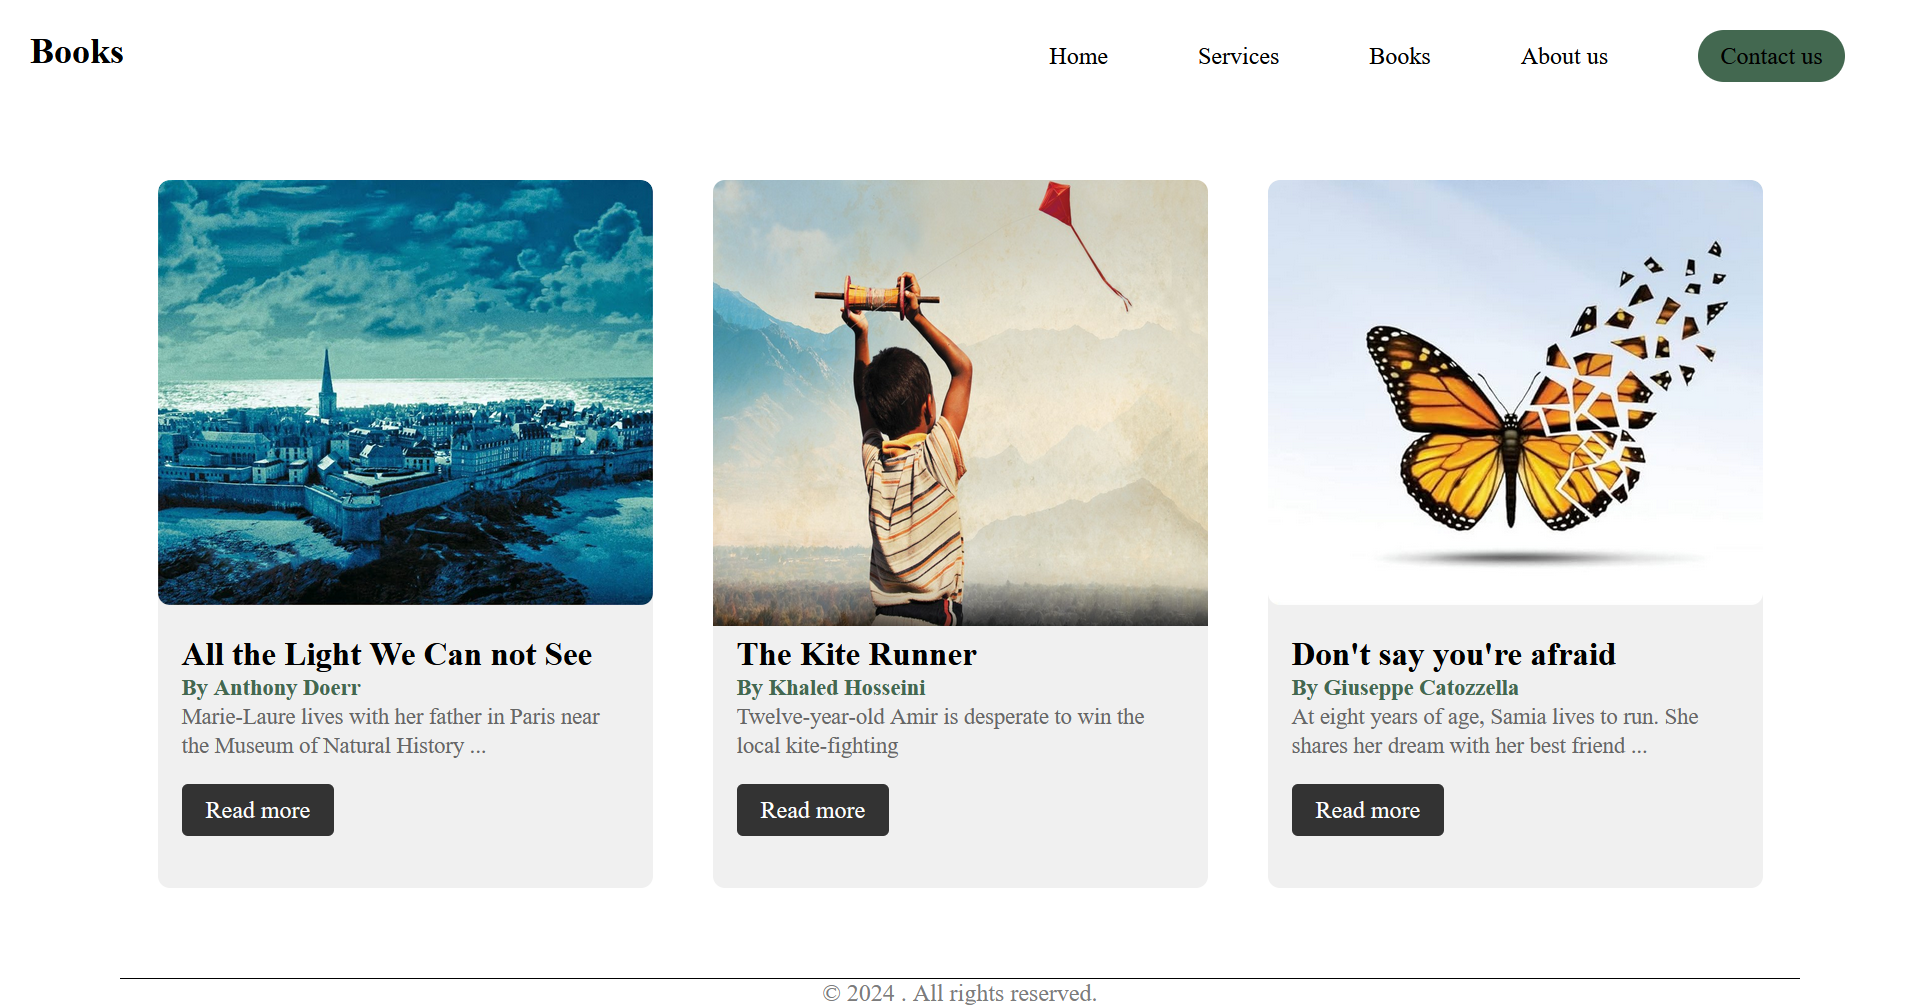 Books
Home
Services
Books
About us
Contact us
All the Light We Can not See
By Anthony Doerr
Marie-Laure lives with her father in Paris near
the Museum of Natural History ...
Read more
The Kite Runner
By Khaled Hosseini
Twelve-year-old Amir is desperate to win the
local kite-fighting
Read more
Don't say you're afraid
By Giuseppe Catozzella
At eight years of age, Samia lives to run. She
shares her dream with her best friend ...
Read more
© 2024 . All rights reserved.